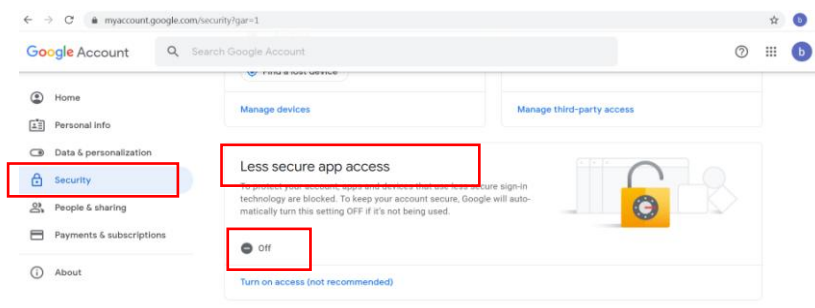 myaccount.google.com/security?gar=1
b
Google Account
Search Google Account
b
Find a lost device
Home
Manage devices
Manage third-party access
Personal info
Data & personalization
Less secure app access
Security
To protect your account, apps and devices that use less secure sign-in
technology are blocked. To keep your account secure, Google will auto-
matically turn this setting OFF if it's not being used.
People & sharing
Payments & subscriptions
Off
About
Turn on access (not recommended)